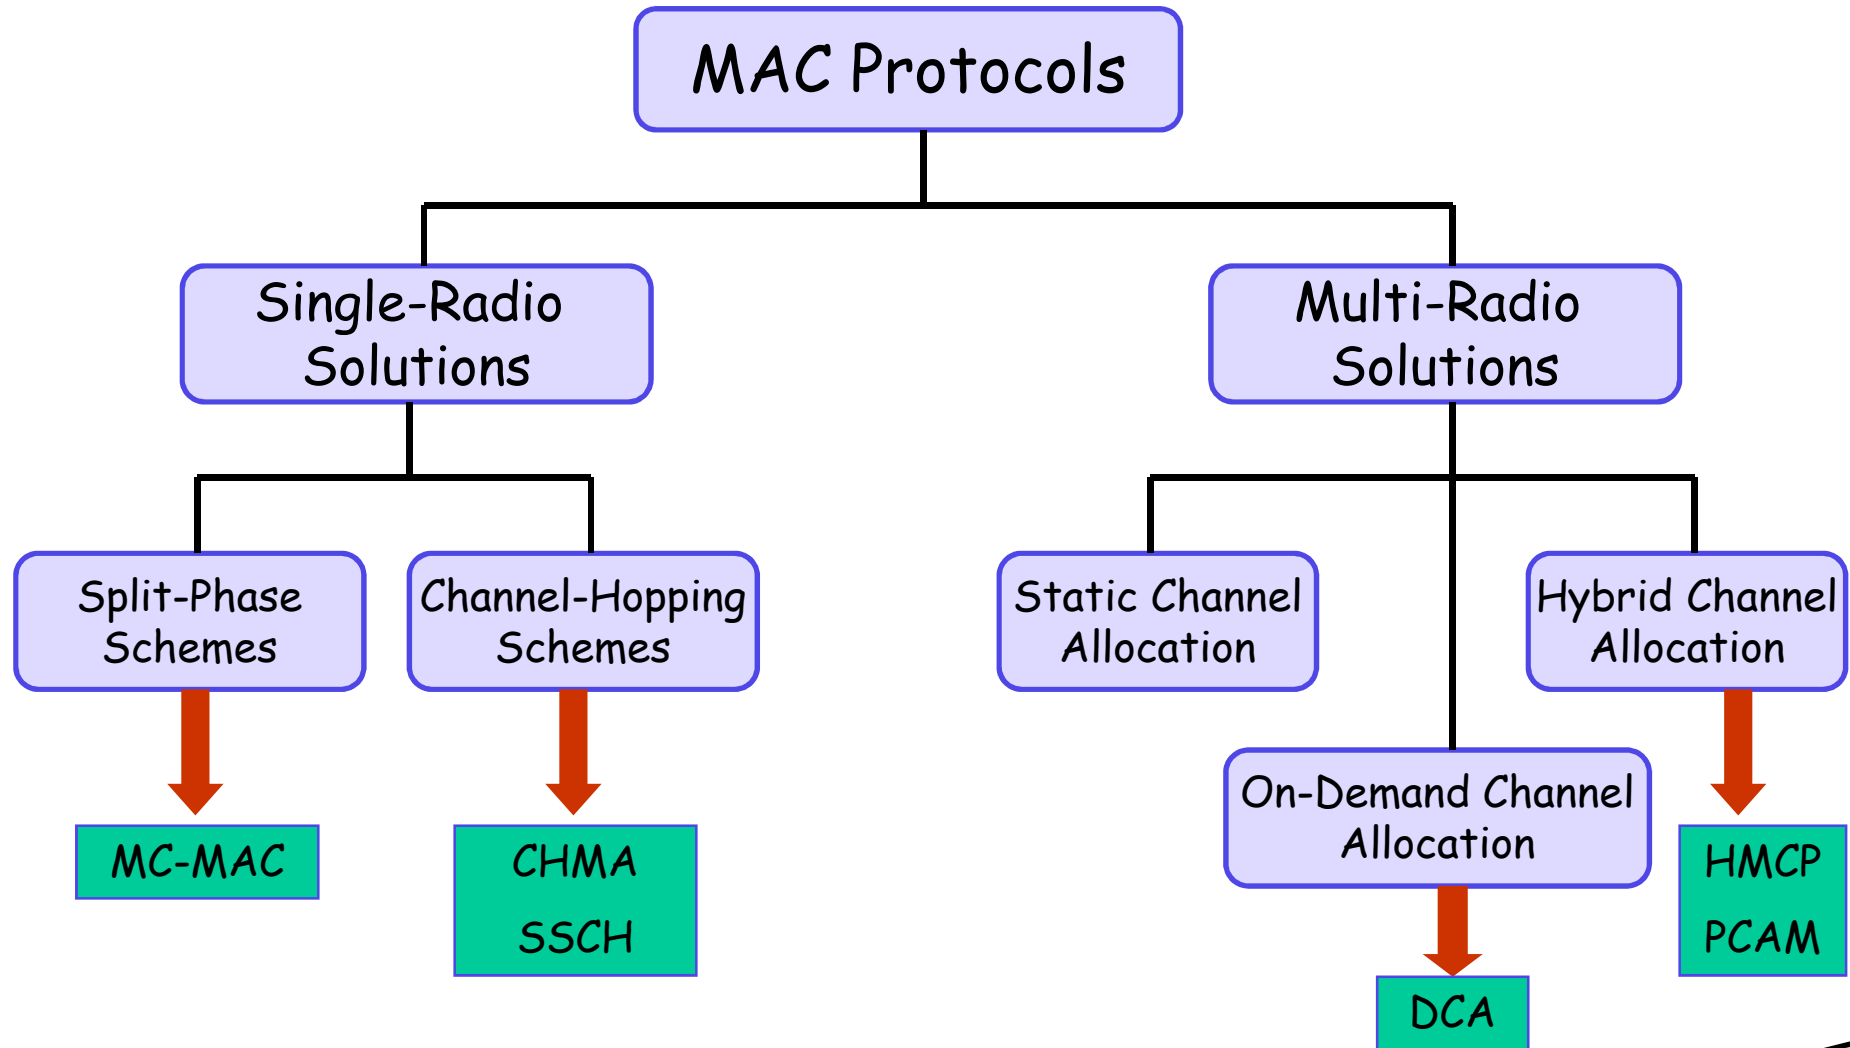 MAC Protocols
Single-Radio
Solutions
Multi-Radio
Solutions
Split-Phase
Schemes
Channel-Hopping
Schemes
Static Channel
Allocation
Hybrid Channel
Allocation
On-Demand Channel
Allocation
MC-MAC
CHMA
SSCH
HMCP
PCAM
DCA